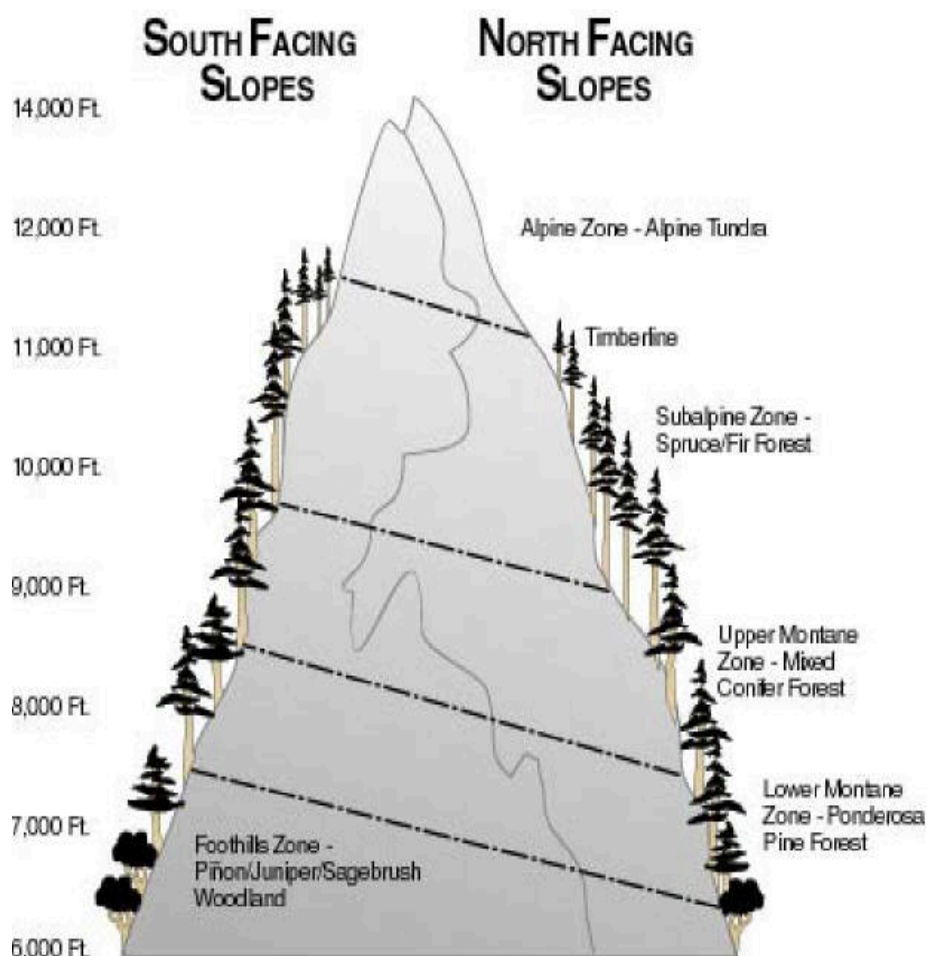 SOUTH FACING
SLOPES
NORTH FACING
SLOPES
14,000 Ft.
12,000 Ft.
Alpine Zone - Alpine Tundra
11,000 Ft.
Timberline
Subalpine Zone -
Spruce/Fir Forest
10,000 Ft.
9,000 Ft.
Upper Montane
Zone - Mixed
Conifer Forest
8,000 Ft.
Lower Montane
Zone - Ponderosa
Pine Forest
7,000 Ft.
Foothills Zone -
Piñon/Juniper/Sagebrush
Woodland
6,000 Ft.